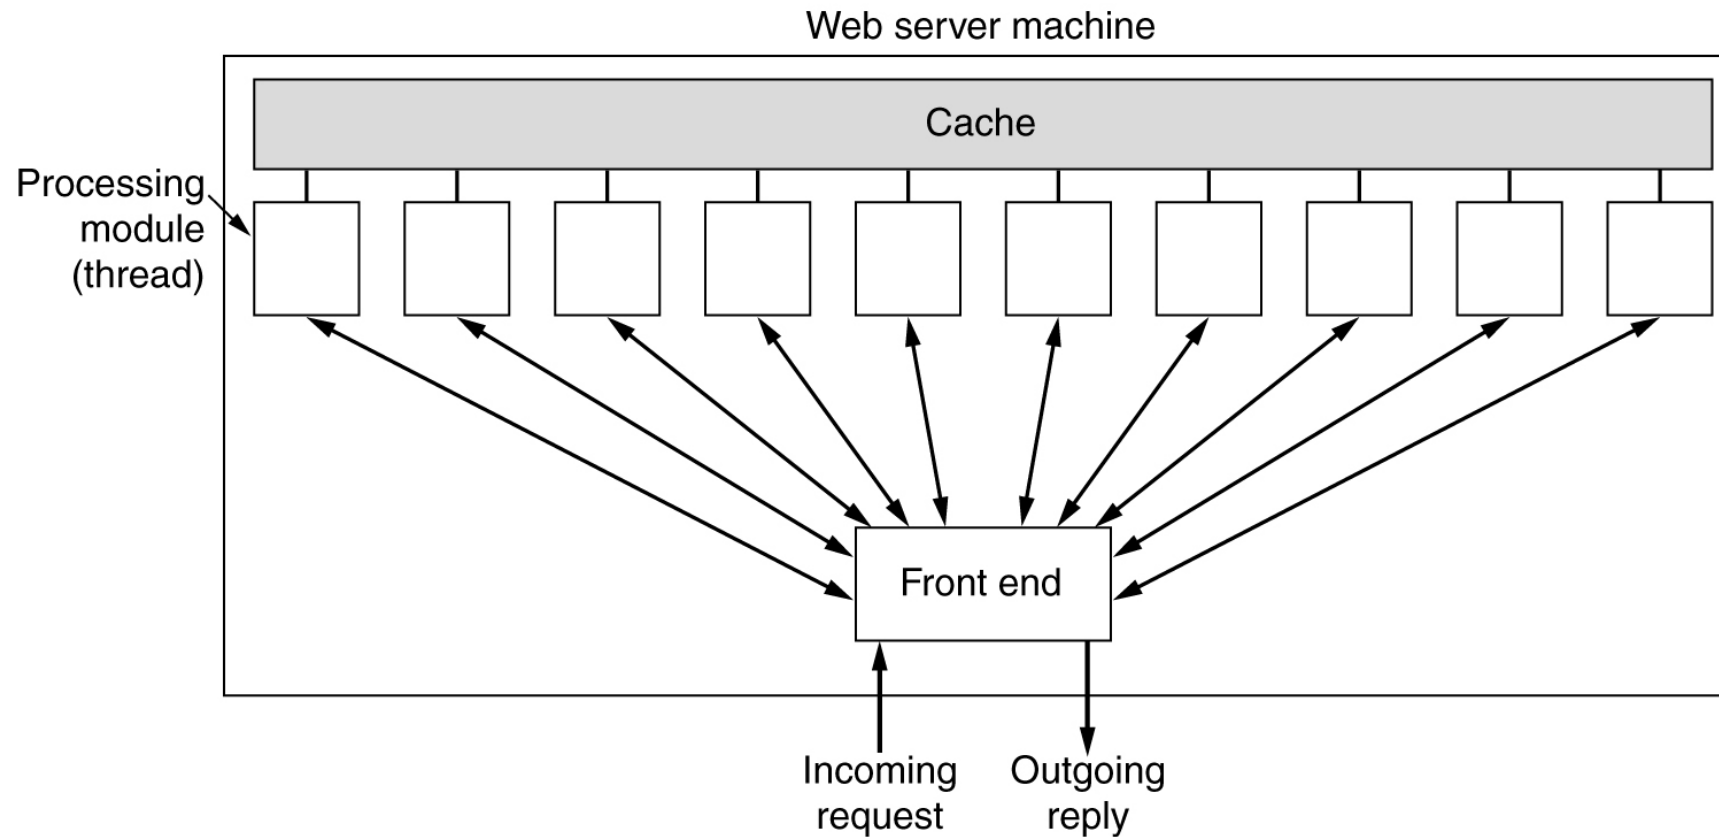 Web server machine
Cache
Processing
module
(thread)
Front end
Incoming
request
Outgoing
reply